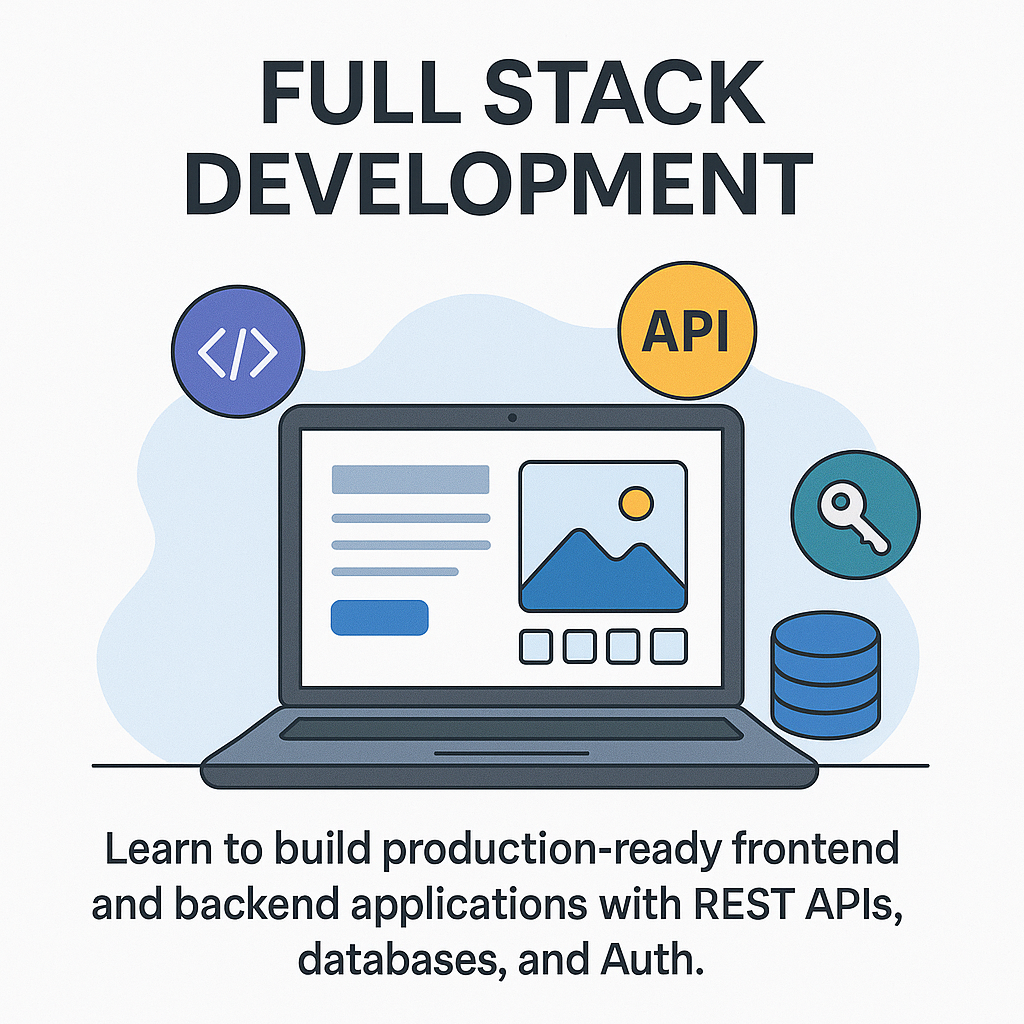 FULL STACK
DEVELOPMENT
</>
API
Learn to build production-ready frontend
and backend applications with REST APIs,
databases, and Auth.